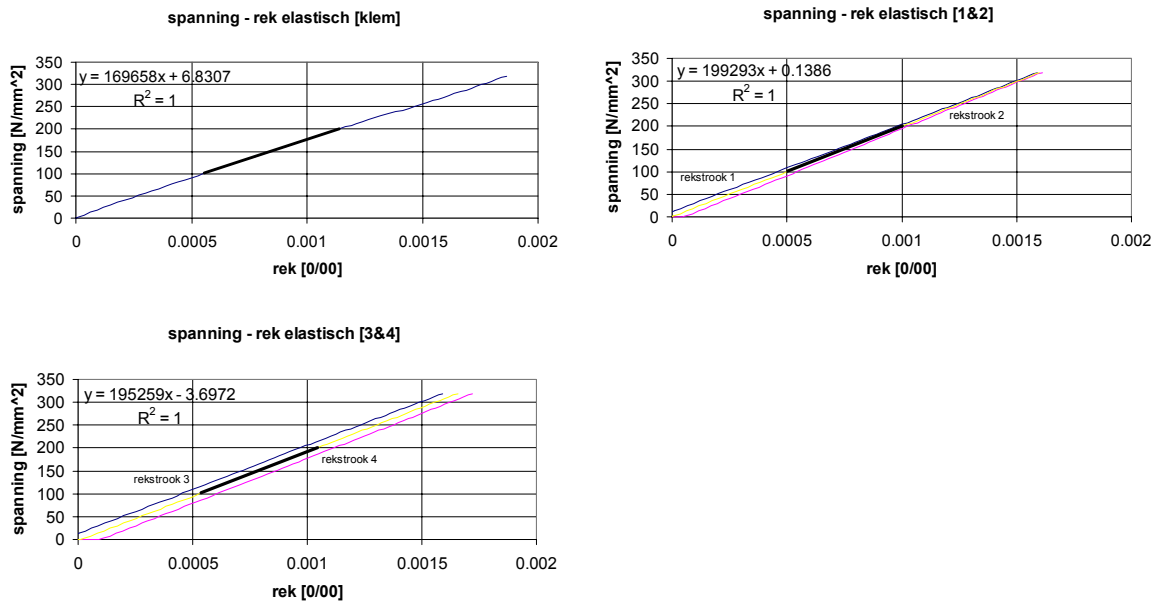 spanning - rek elastisch [klem]
y = 169658x + 6.8307
R² = 1
spanning [N/mm^2]
350
300
250
200
150
100
50
0
0 0.0005 0.001 0.0015 0.002
rek [0/00]
spanning - rek elastisch [1&2]
y = 199293x + 0.1386
R² = 1
rekstrook 2
rekstrook 1
spanning [N/mm^2]
350
300
250
200
150
100
50
0
0 0.0005 0.001 0.0015 0.002
rek [0/00]
spanning - rek elastisch [3&4]
y = 195259x - 3.6972
R² = 1
rekstrook 4
rekstrook 3
spanning [N/mm^2]
350
300
250
200
150
100
50
0
0 0.0005 0.001 0.0015 0.002
rek [0/00]